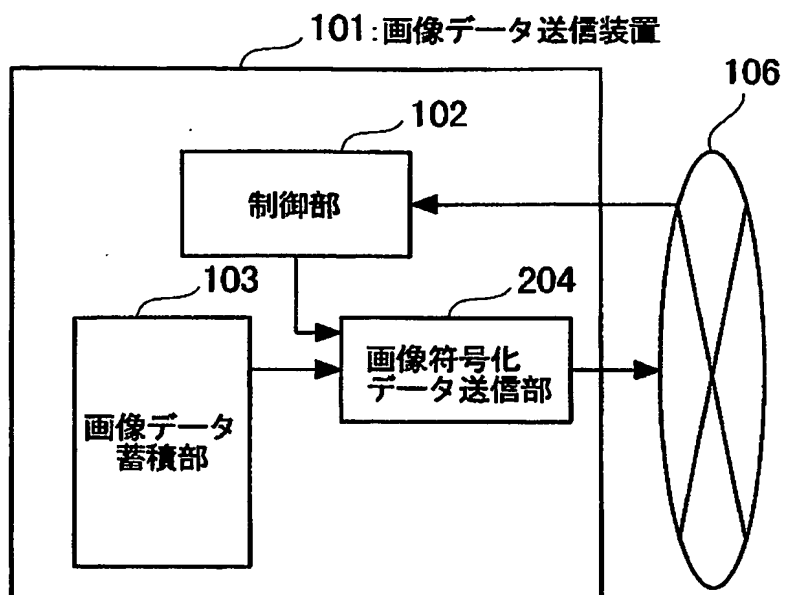 101:画像データ送信装置
106
102
制御部
103
204
画像符号化
データ送信部
画像データ
蓄積部